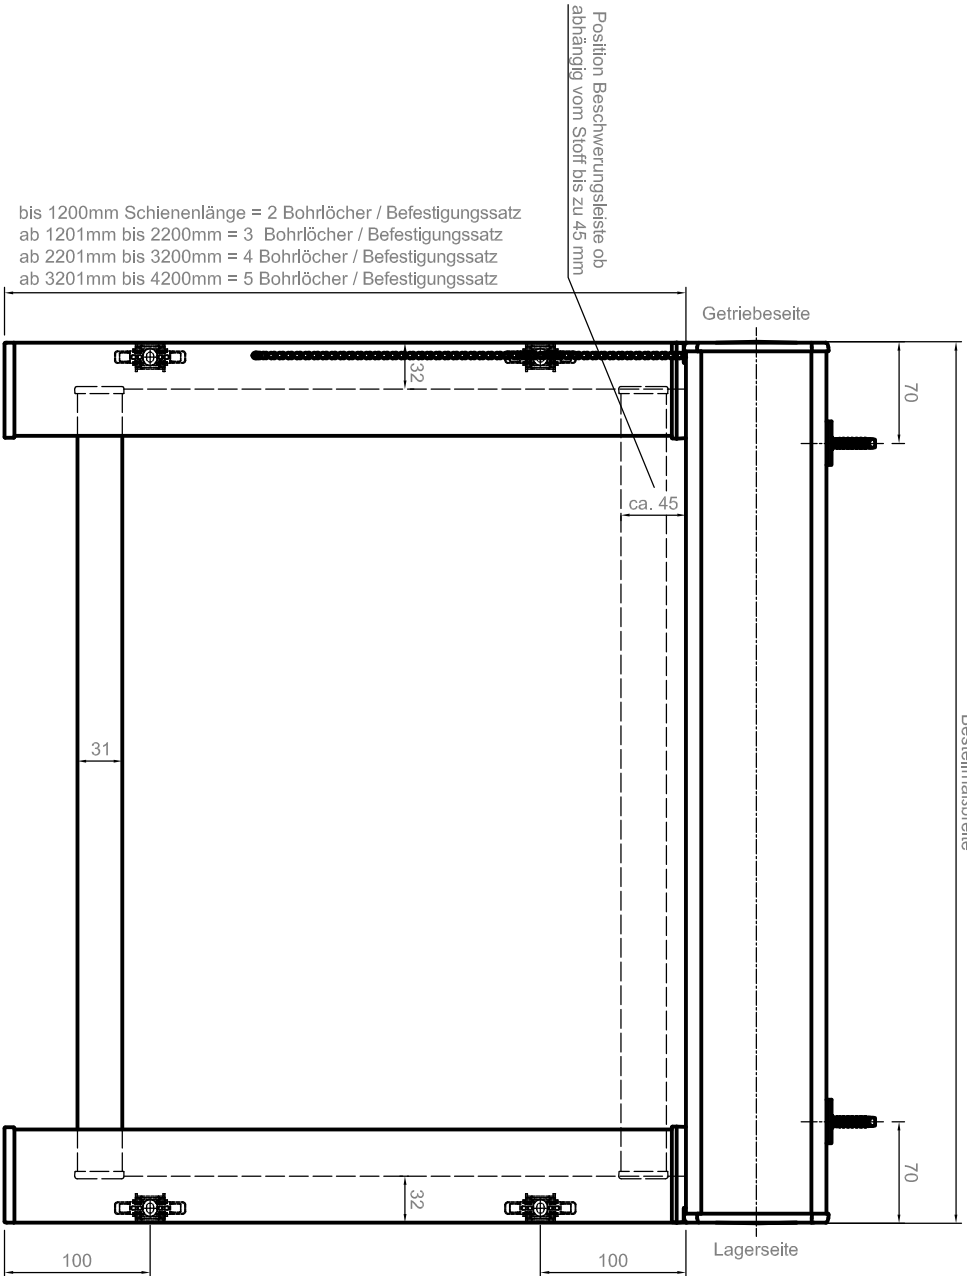 Position Beschwerungsleiste ob
abhängig vom Stoff bis zu 45 mm
bis 1200mm Schienenlänge = 2 Bohrlöcher / Befestigungssatz
ab 1201mm bis 2200mm = 3 Bohrlöcher / Befestigungssatz
ab 2201mm bis 3200mm = 4 Bohrlöcher / Befestigungssatz
ab 3201mm bis 4200mm = 5 Bohrlöcher / Befestigungssatz
Getriebeseite
32
70
ca. 45
31
Bestellmaßbreite
32
70
Lagerseite
100
100